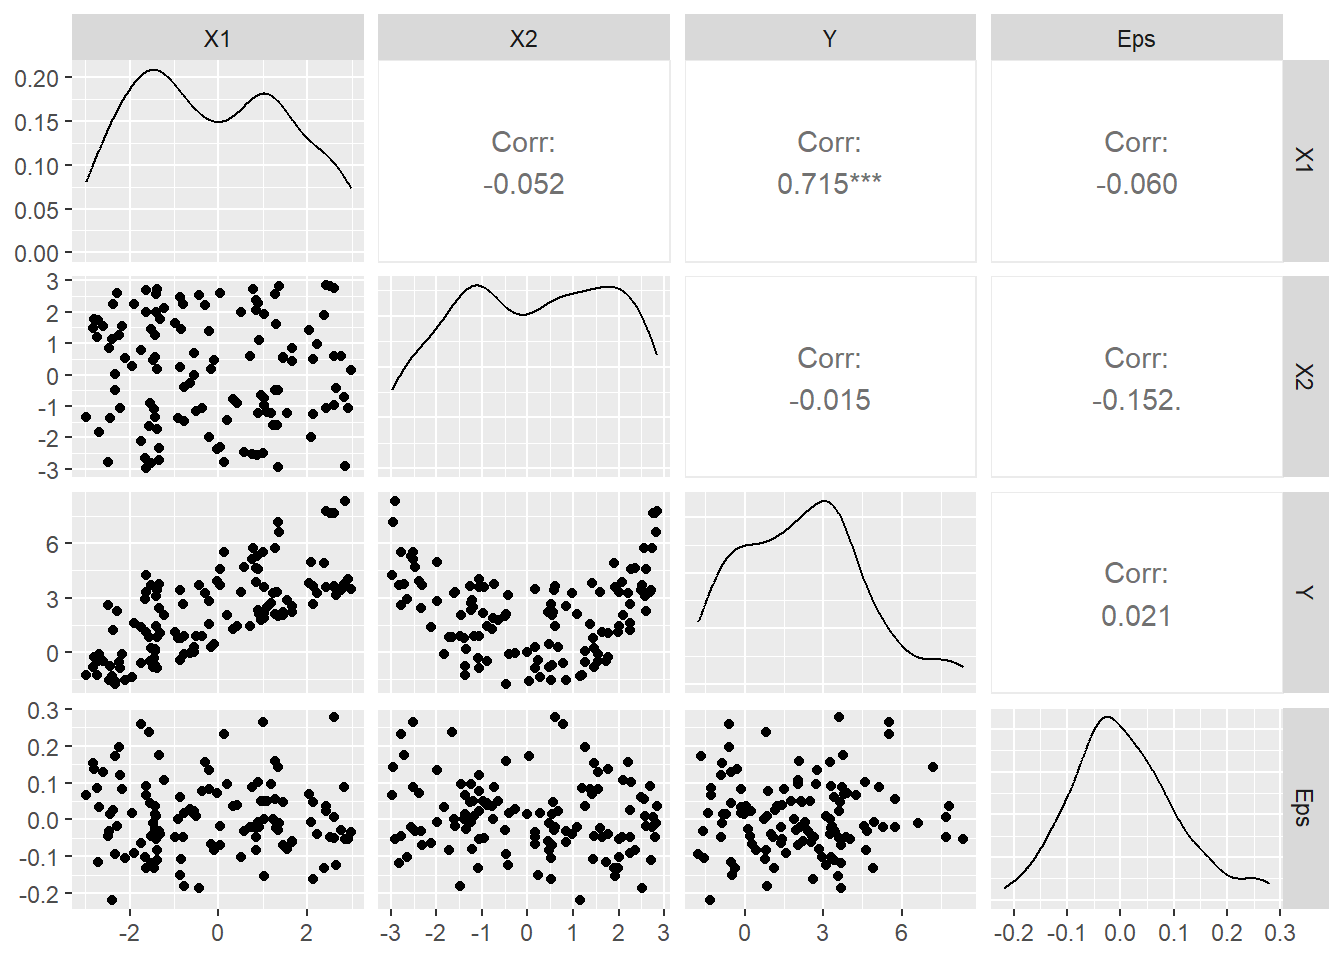 X1 X2 Y Eps
0.20
0.15
0.10
0.05
0.00
Corr:
-0.052
Corr:
0.715***
Corr:
-0.060
X1
3
2
1
0
-1
-2
-3
Corr:
-0.015
Corr:
-0.152.
X2
6
3
0
Corr:
0.021
Y
0.3
0.2
0.1
0.0
-0.1
-0.2
Eps
-2 0 2 -3 -2 -1 0 1 2 3 0 3 6 -0.2 -0.1 0.0 0.1 0.2 0.3